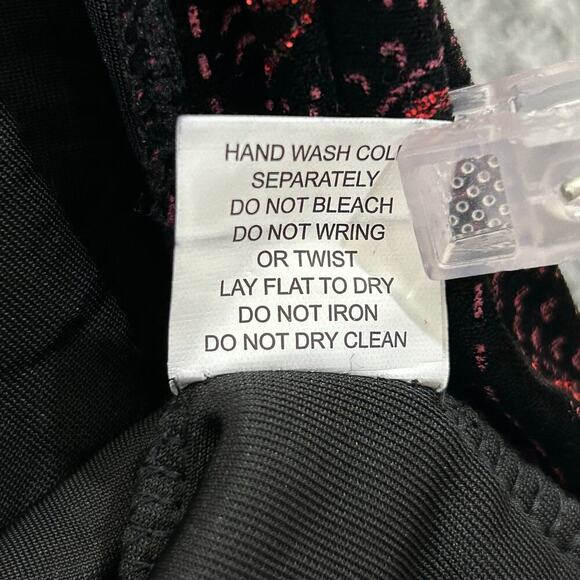 HAND WASH COL
SEPARATELY
DO NOT BLEACH
DO NOT WRING
OR TWIST
LAY FLAT TO DRY
DO NOT IRON
DO NOT DRY CLEAN